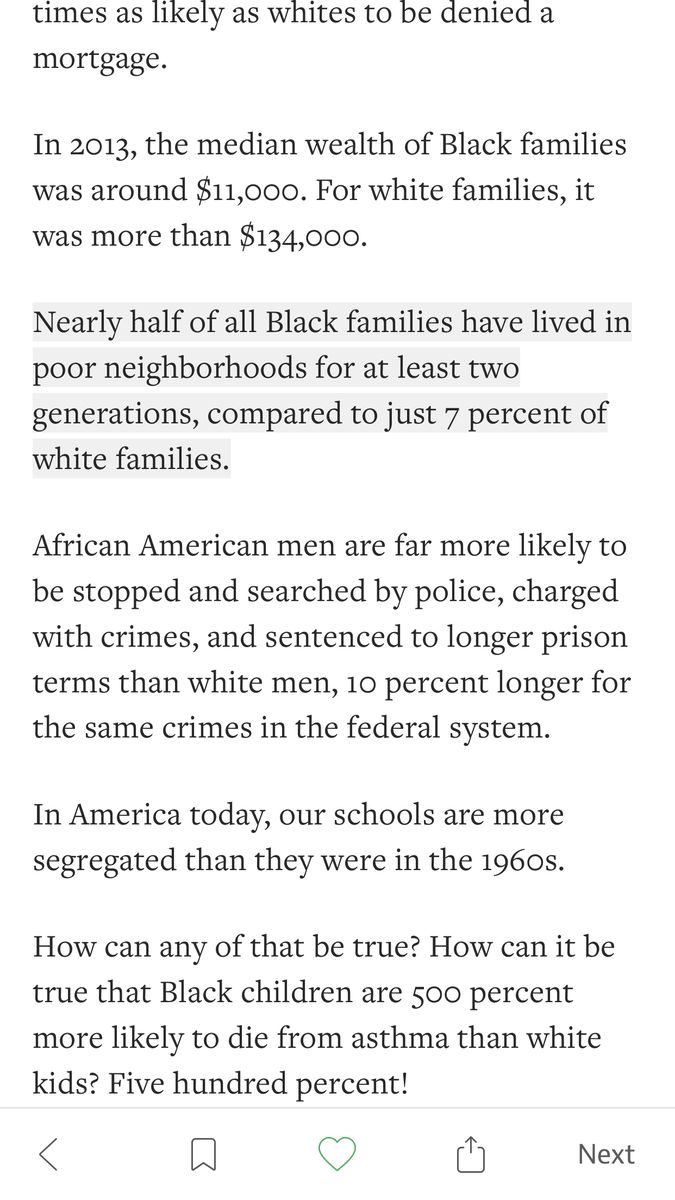 times as likely as whites to be denied a
mortgage.
In 2013, the median wealth of Black families
was around $11,000. For white families, it
was more than $134,000.
Nearly half of all Black families have lived in
poor neighborhoods for at least two
generations, compared to just 7 percent of
white families.
African American men are far more likely to
be stopped and searched by police, charged
with crimes, and sentenced to longer prison
terms than white men, 10 percent longer for
the same crimes in the federal system.
In America today, our schools are more
segregated than they were in the 1960s.
How can any of that be true? How can it be
true that Black children are 500 percent
more likely to die from asthma than white
kids? Five hundred percent!
Next